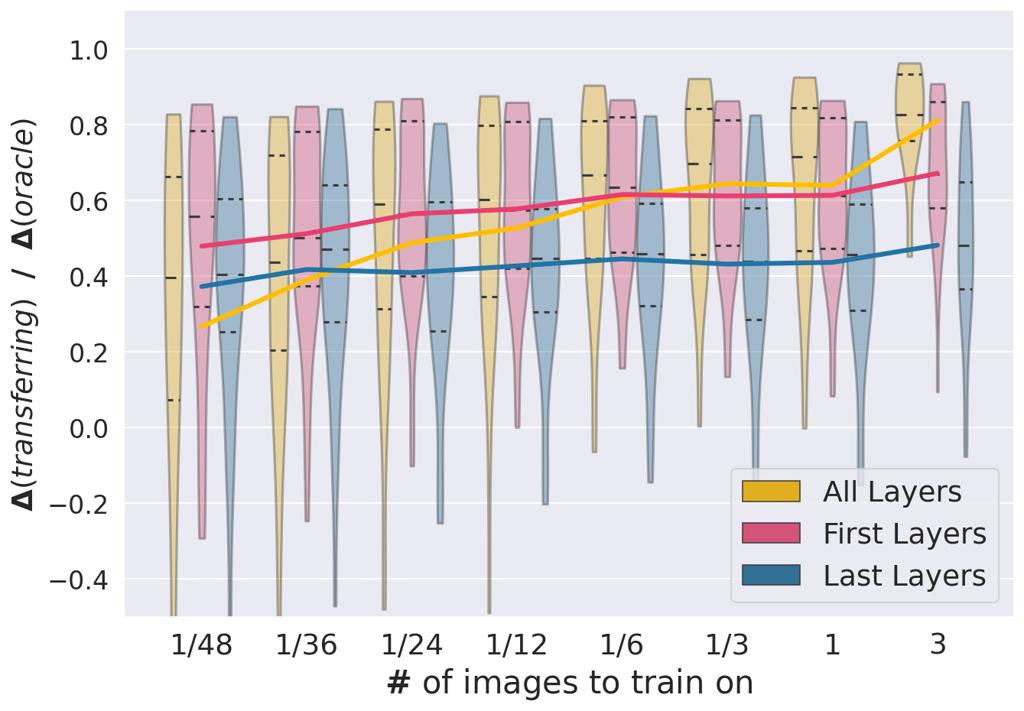 1.0
0.8
0.6
0.4
0.2
0.0
−0.2
−0.4
Δ(transferring) / Δ(oracle)
1/48 1/36 1/24 1/12 1/6 1/3 1 3
# of images to train on
All Layers
First Layers
Last Layers